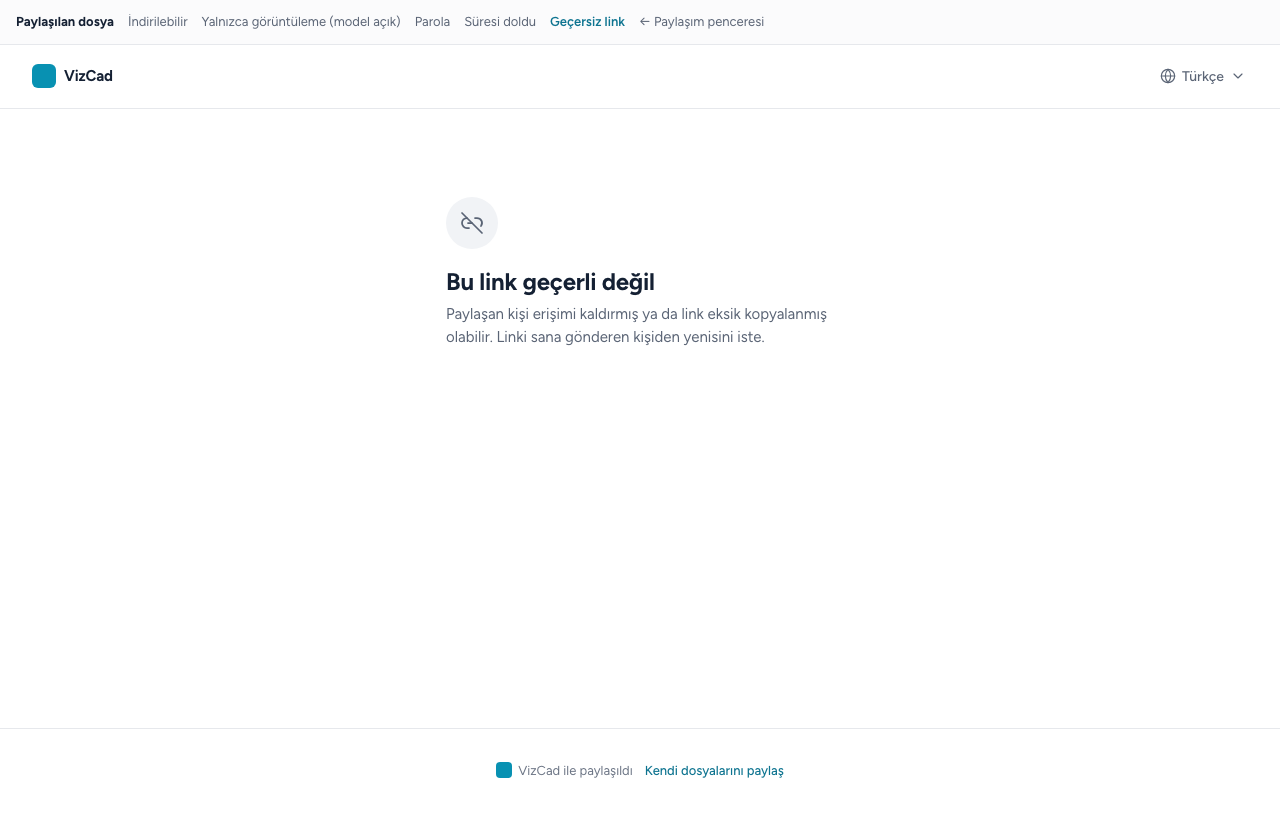 Paylaşılan dosya İndirilebilir Yalnızca görüntüleme (model açık) Parola Süresi doldu Geçersiz link ← Paylaşım penceresi
VizCad
Türkçe
Bu link geçerli değil
Paylaşan kişi erişimi kaldırmış ya da link eksik kopyalanmış
olabilir. Linki sana gönderen kişiden yenisini iste.
VizCad ile paylaşıldı Kendi dosyalarını paylaş